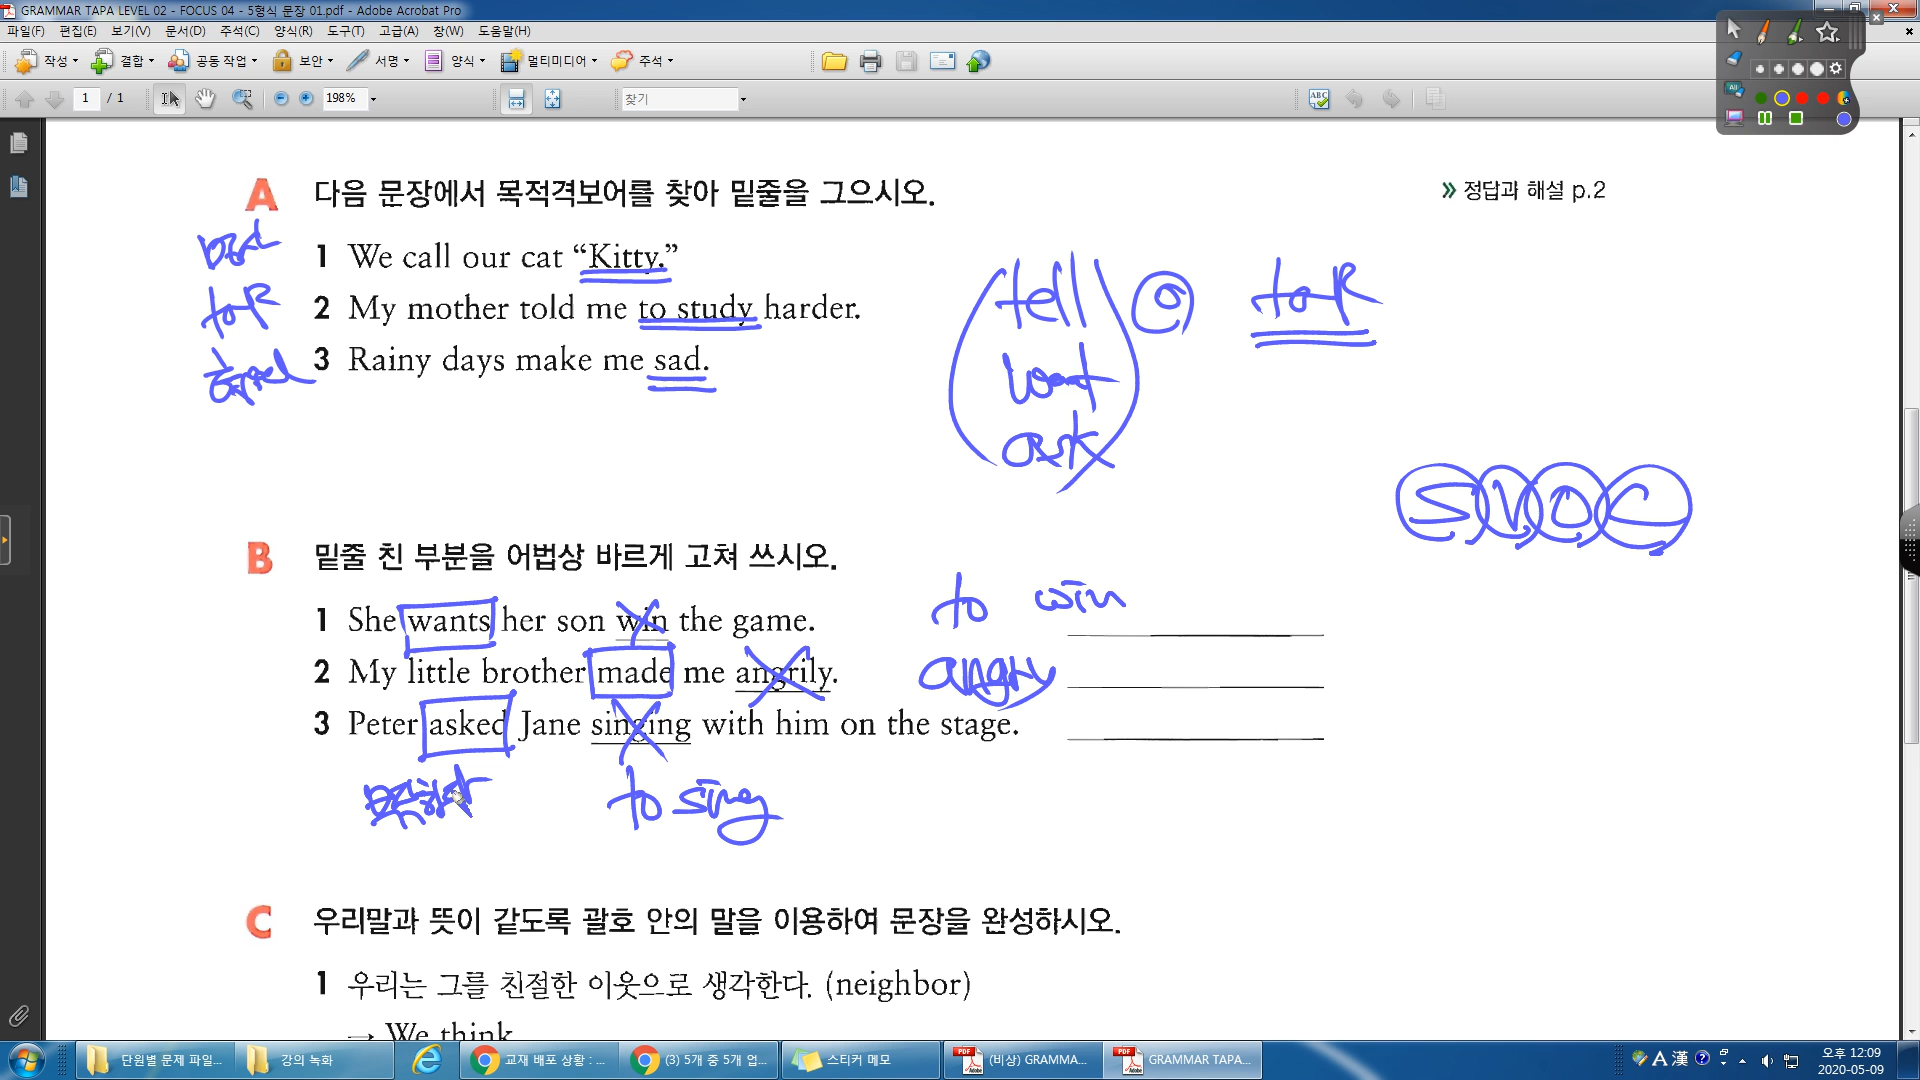 GRAMMAR TAPA LEVEL 02 - FOCUS 04 - 5형식 문장 01.pdf - Adobe Acrobat Pro
파일(F) 편집(E) 보기(V) 문서(D) 주석(C) 양식(R) 도구(T) 고급(A) 창(W) 도움말(H)
작성 결합 공동 작업 보안 서명 양식 멀티미디어 주석
1 / 1 198% 찾기
A 다음 문장에서 목적격보어를 찾아 밑줄을 그으시오.
» 정답과 해설 p.2
명사
1 We call our cat “Kitty.”
to R
2 My mother told me to study harder.
3 Rainy days make me sad.
tell O to R
want
ask
S V O C
B 밑줄 친 부분을 어법상 바르게 고쳐 쓰시오.
1 She wants her son win the game.
to win
2 My little brother made me angrily.
angry
3 Peter asked Jane singing with him on the stage.
to sing
C 우리말과 뜻이 같도록 괄호 안의 말을 이용하여 문장을 완성하시오.
1 우리는 그를 친절한 이웃으로 생각한다. (neighbor)
→ We think
단원별 문제 파일... 강의 녹화 교재 배포 상황 : ... (3) 5개 중 5개 업... 스티커 메모 (비상) GRAMMA... GRAMMAR TAPA...
A 漢
오후 12:09
2020-05-09